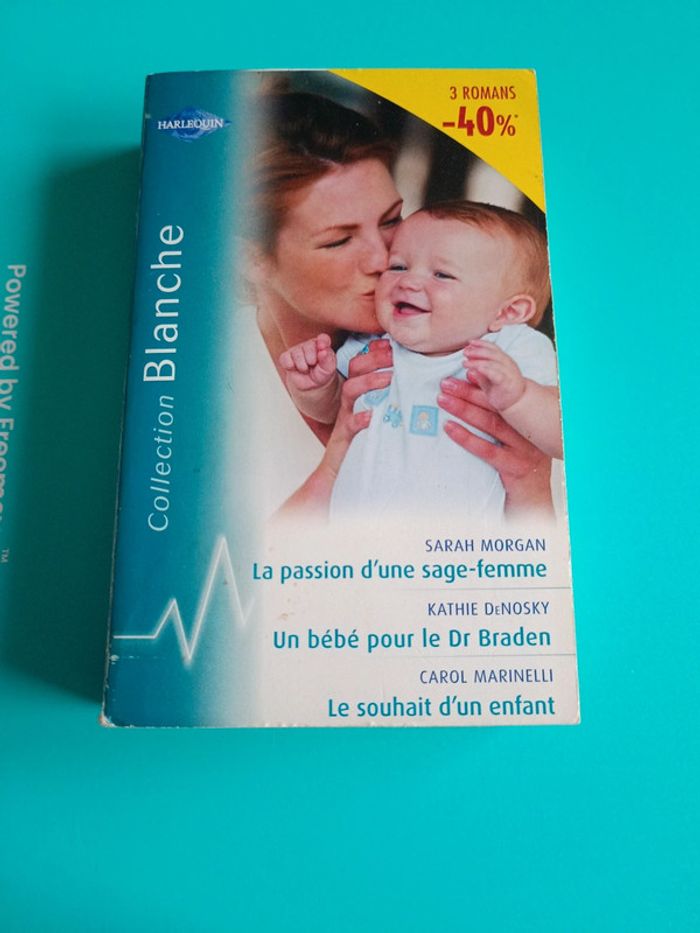 3 ROMANS
-40%*
HARLEQUIN
Collection Blanche
SARAH MORGAN
La passion d'une sage-femme
KATHIE DeNOSKY
Un bébé pour le Dr Braden
CAROL MARINELLI
Le souhait d'un enfant
Powered by